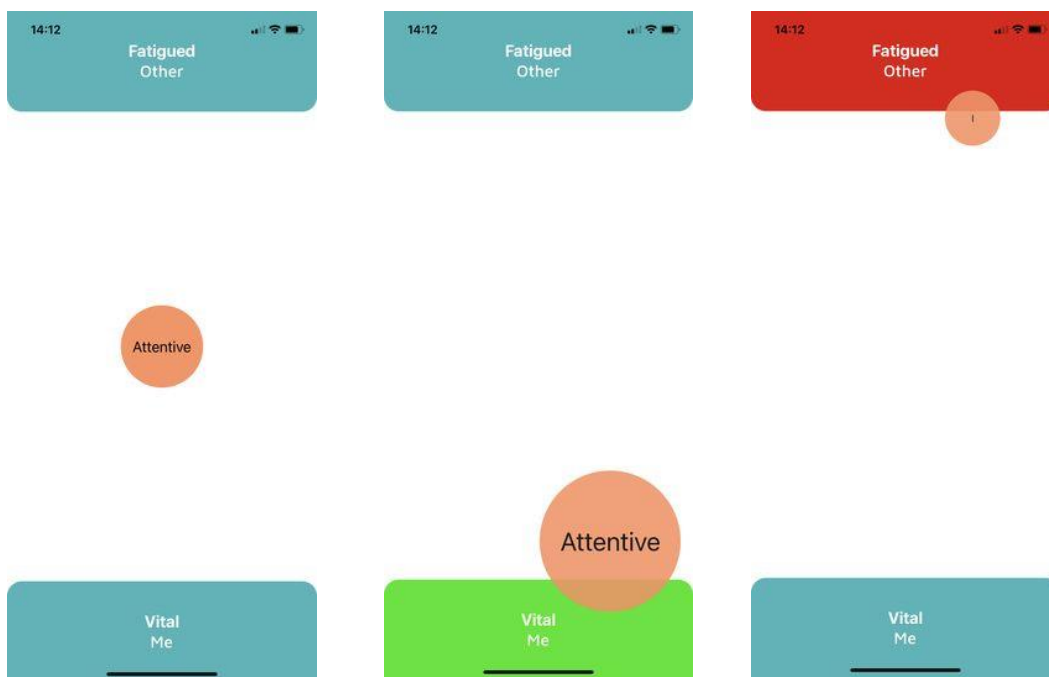 14:12
Fatigued
Other
Attentive
Vital
Me
14:12
Fatigued
Other
Attentive
Vital
Me
14:12
Fatigued
Other
I
Vital
Me